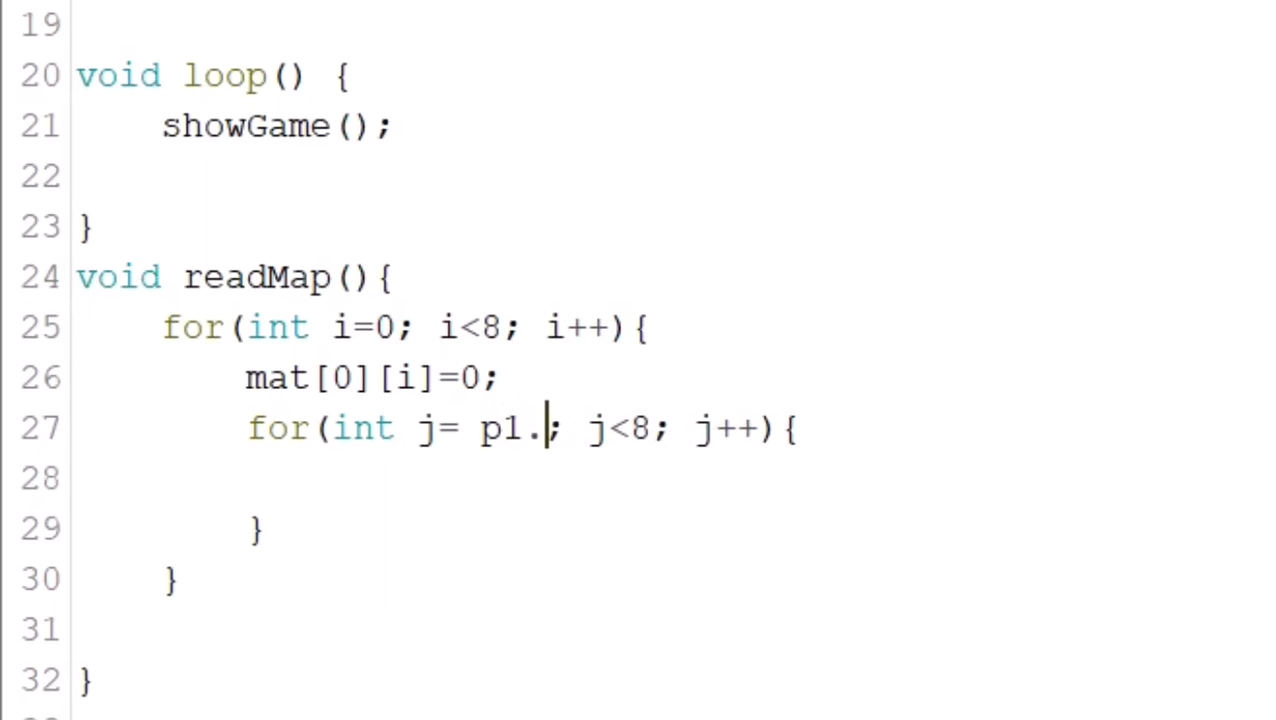 19
20 void loop() {
21     showGame();
22
23 }
24 void readMap(){
25     for(int i=0; i<8; i++){
26         mat[0][i]=0;
27         for(int j= p1.; j<8; j++){
28
29         }
30     }
31
32 }